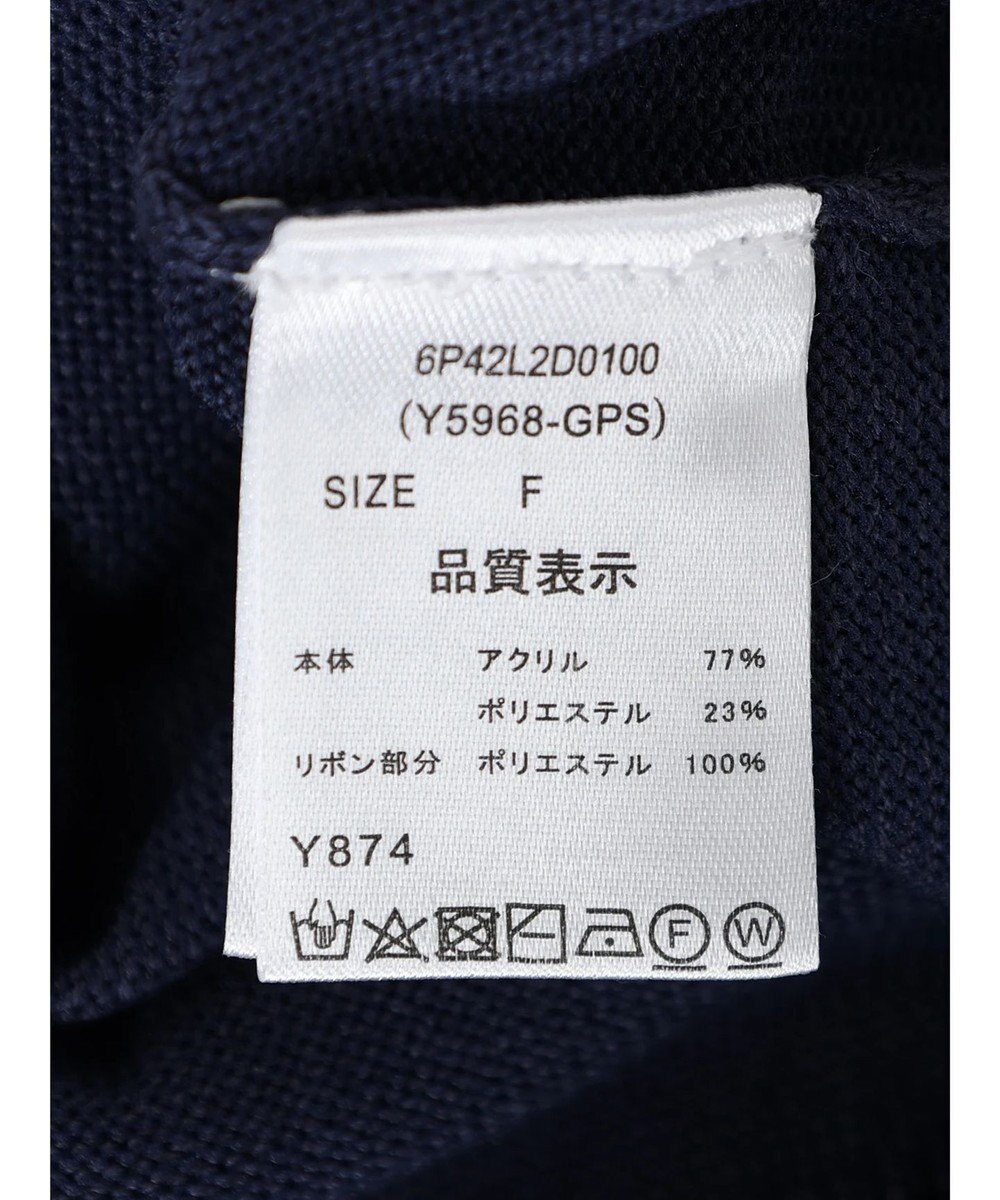 6P42L2D0100
(Y5968-GPS)
SIZE F
品質表示
本体 アクリル 77%
ポリエステル 23%
リボン部分 ポリエステル 100%
Y874
F W